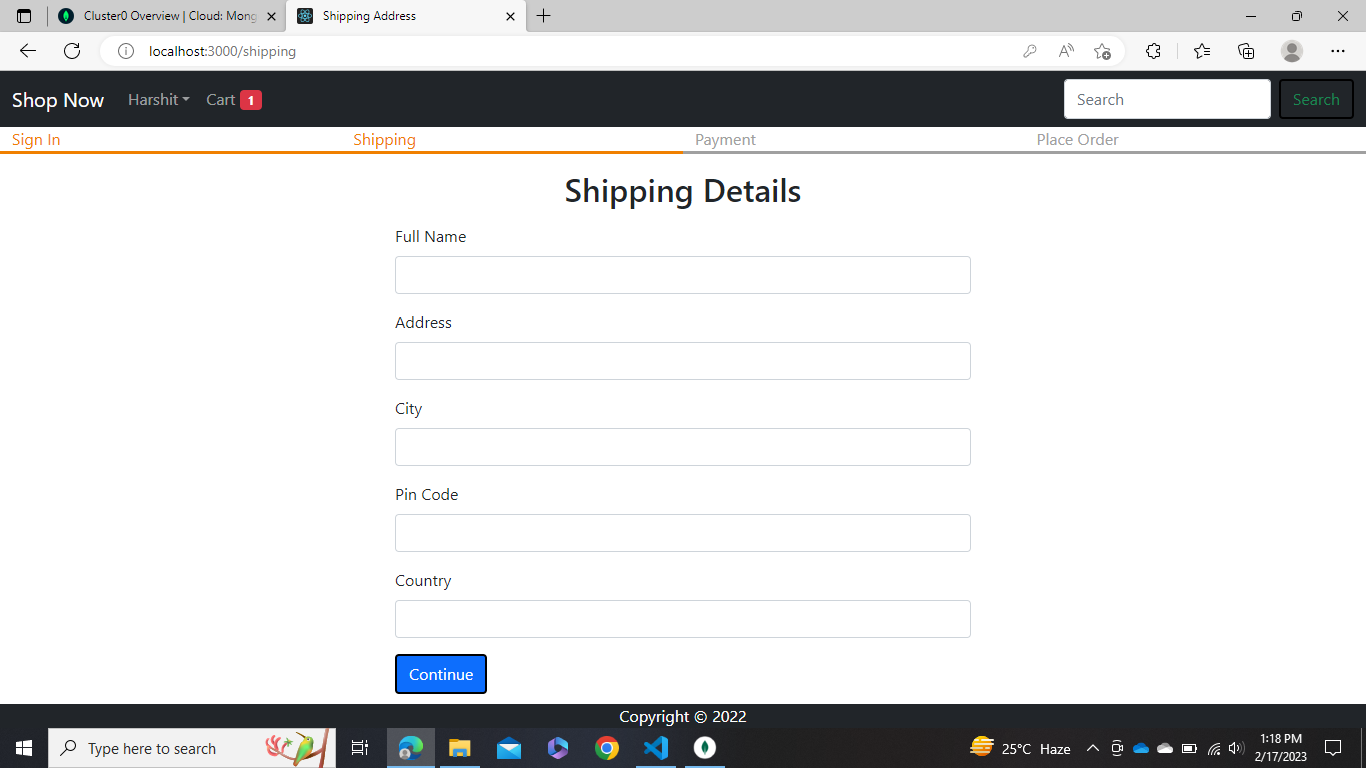 Cluster0 Overview | Cloud: Mong
Shipping Address
localhost:3000/shipping
Shop Now Harshit Cart 1 Search Search
Sign In Shipping Payment Place Order
Shipping Details
Full Name
Address
City
Pin Code
Country
Continue
Copyright © 2022
Type here to search
25°C Haze
1:18 PM
2/17/2023